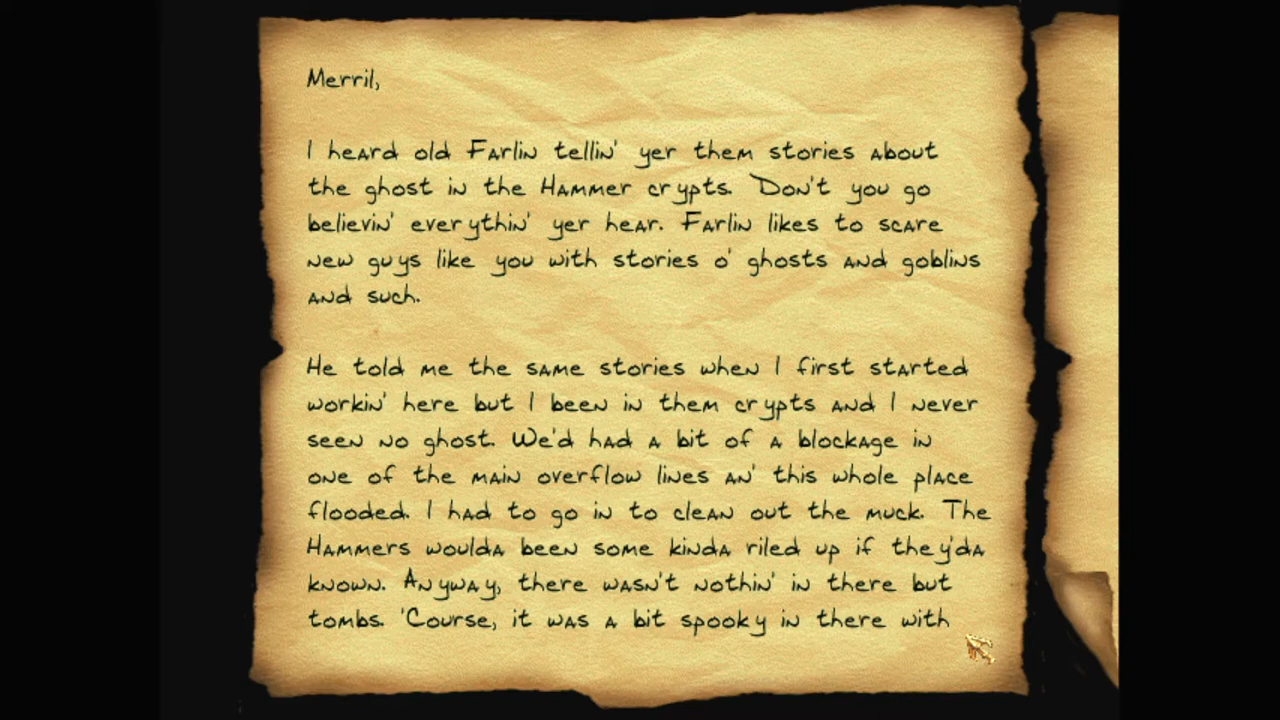 Merril,
I heard old Farlin tellin' yer them stories about
the ghost in the Hammer crypts. Don't you go
believin' everythin' yer hear. Farlin likes to scare
new guys like you with stories o' ghosts and goblins
and such.
He told me the same stories when I first started
workin' here but I been in them crypts and I never
seen no ghost. We'd had a bit of a blockage in
one of the main overflow lines an' this whole place
flooded. I had to go in to clean out the muck. The
Hammers woulda been some kinda riled up if they'da
known. Anyway, there wasn't nothin' in there but
tombs. 'Course, it was a bit spooky in there with